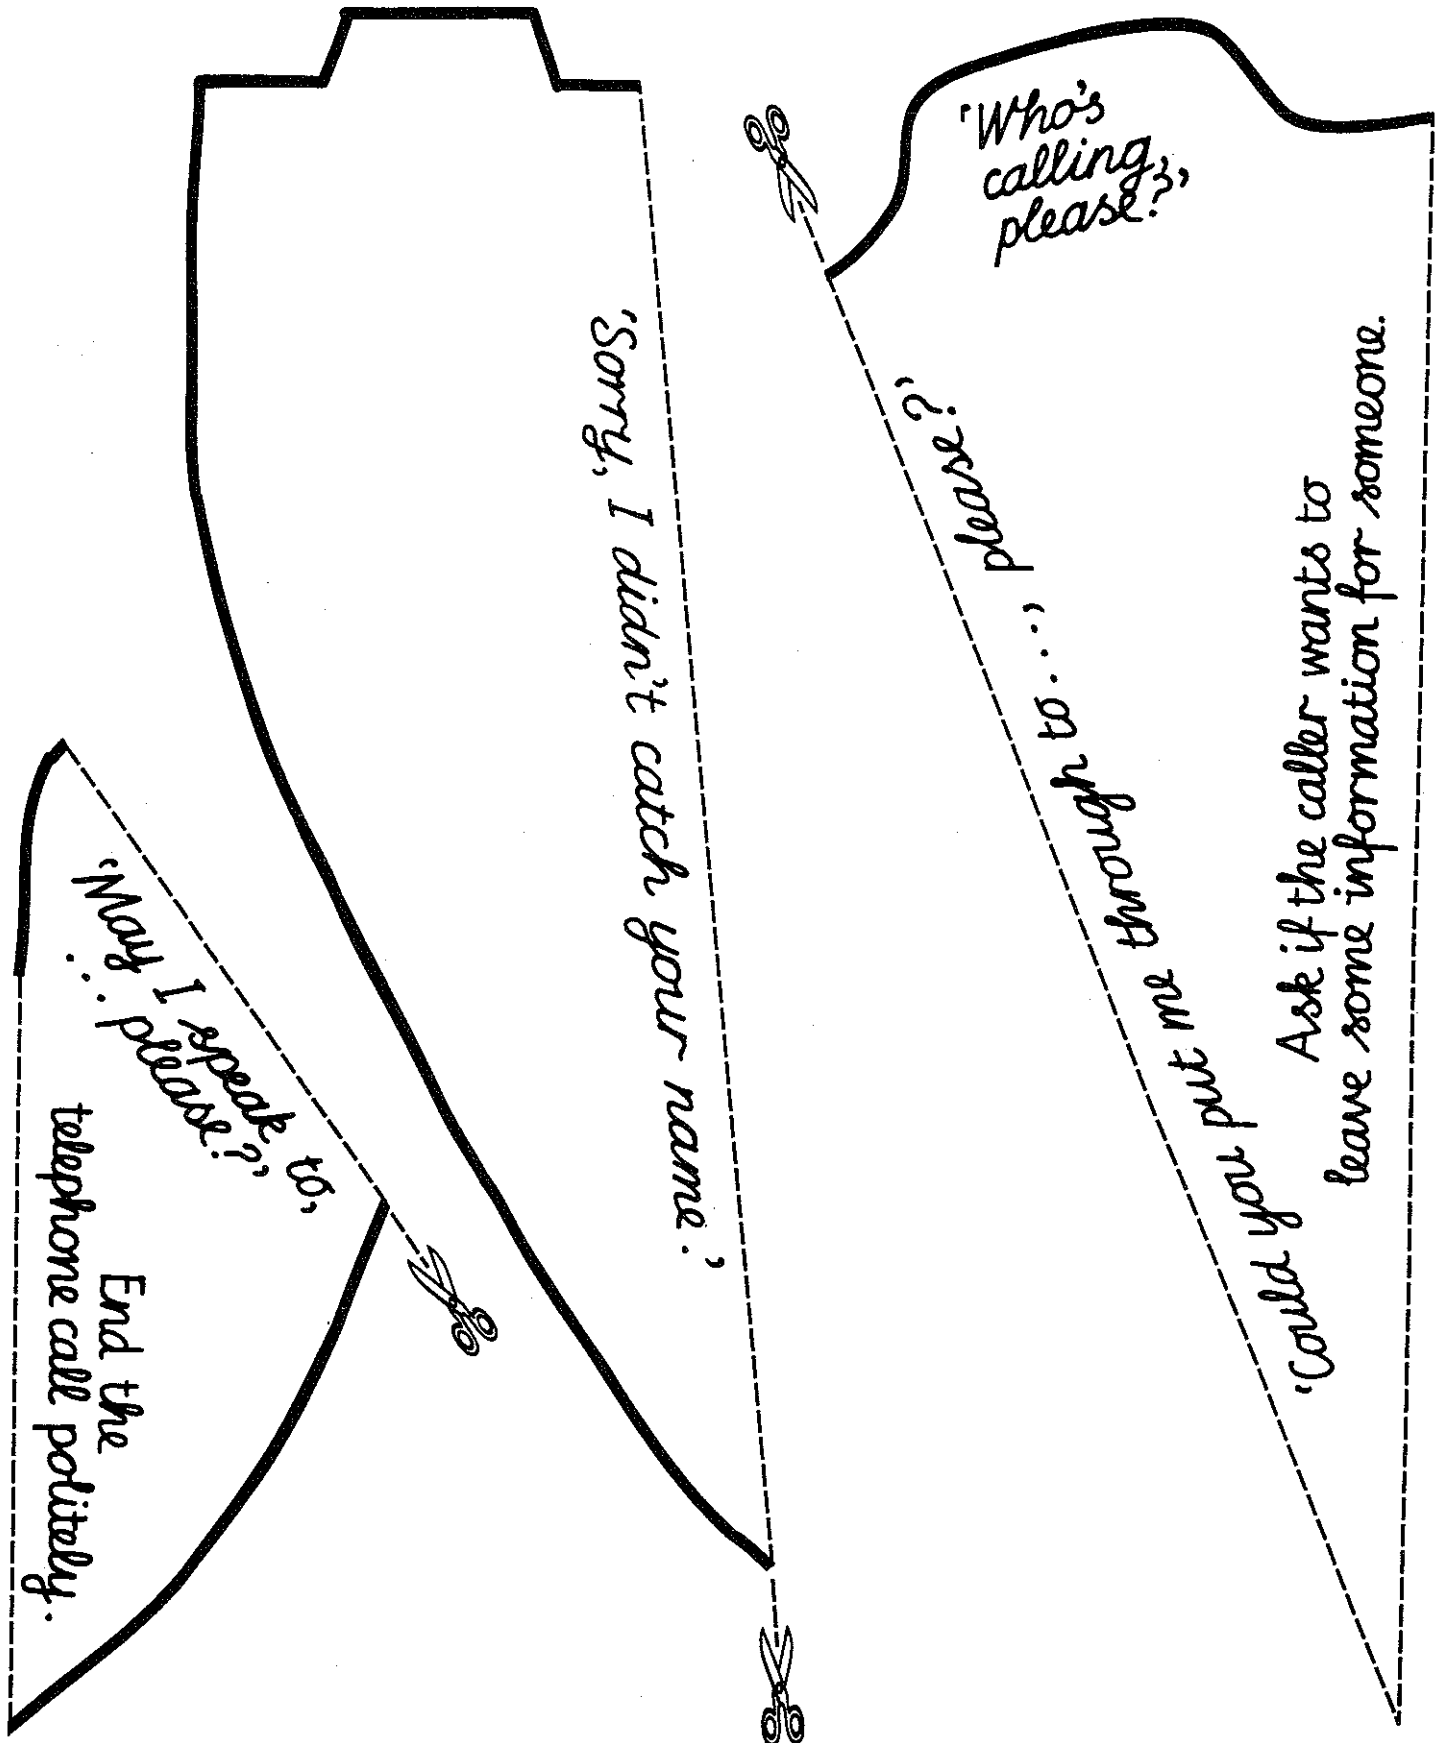 'Who's
calling,
please?'
Ask if the caller wants to
leave some information for someone.
'Could you put me through to...., please?'
'Sorry, I didn't catch your name.'
'May I speak to,
... please?'
End the
telephone call politely.